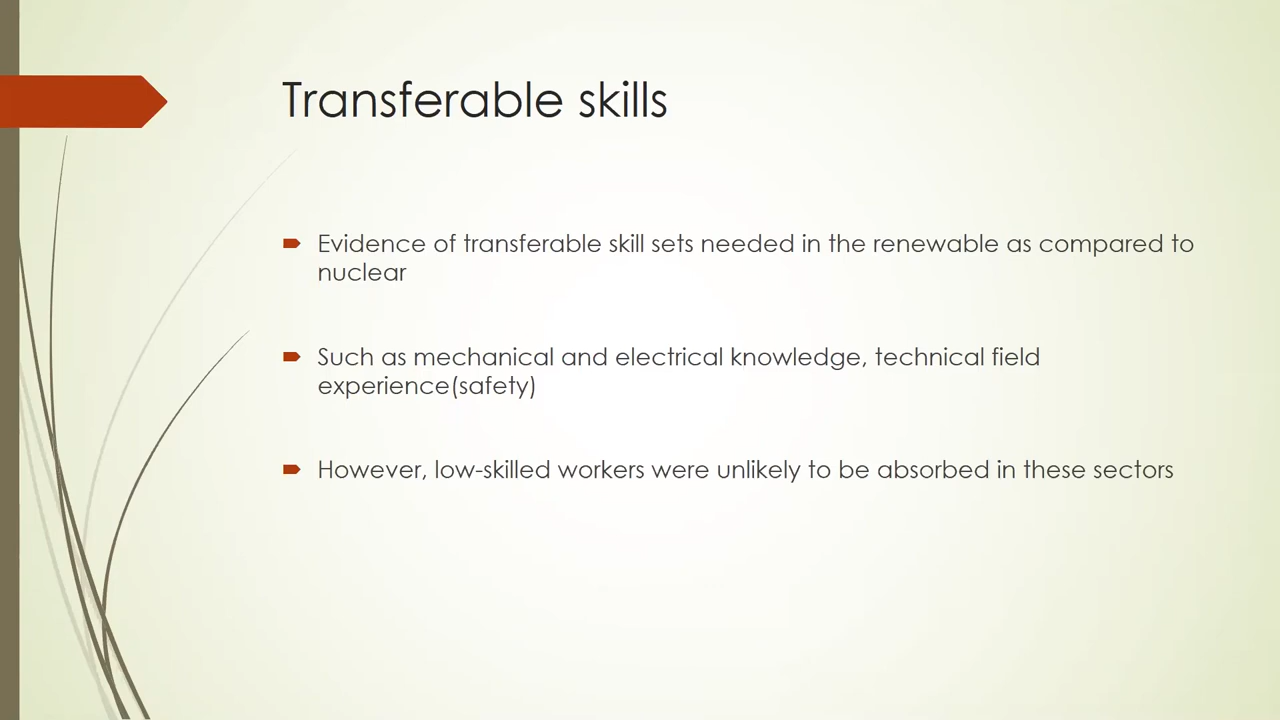 Transferable skills
Evidence of transferable skill sets needed in the renewable as compared to
nuclear
Such as mechanical and electrical knowledge, technical field
experience(safety)
However, low-skilled workers were unlikely to be absorbed in these sectors